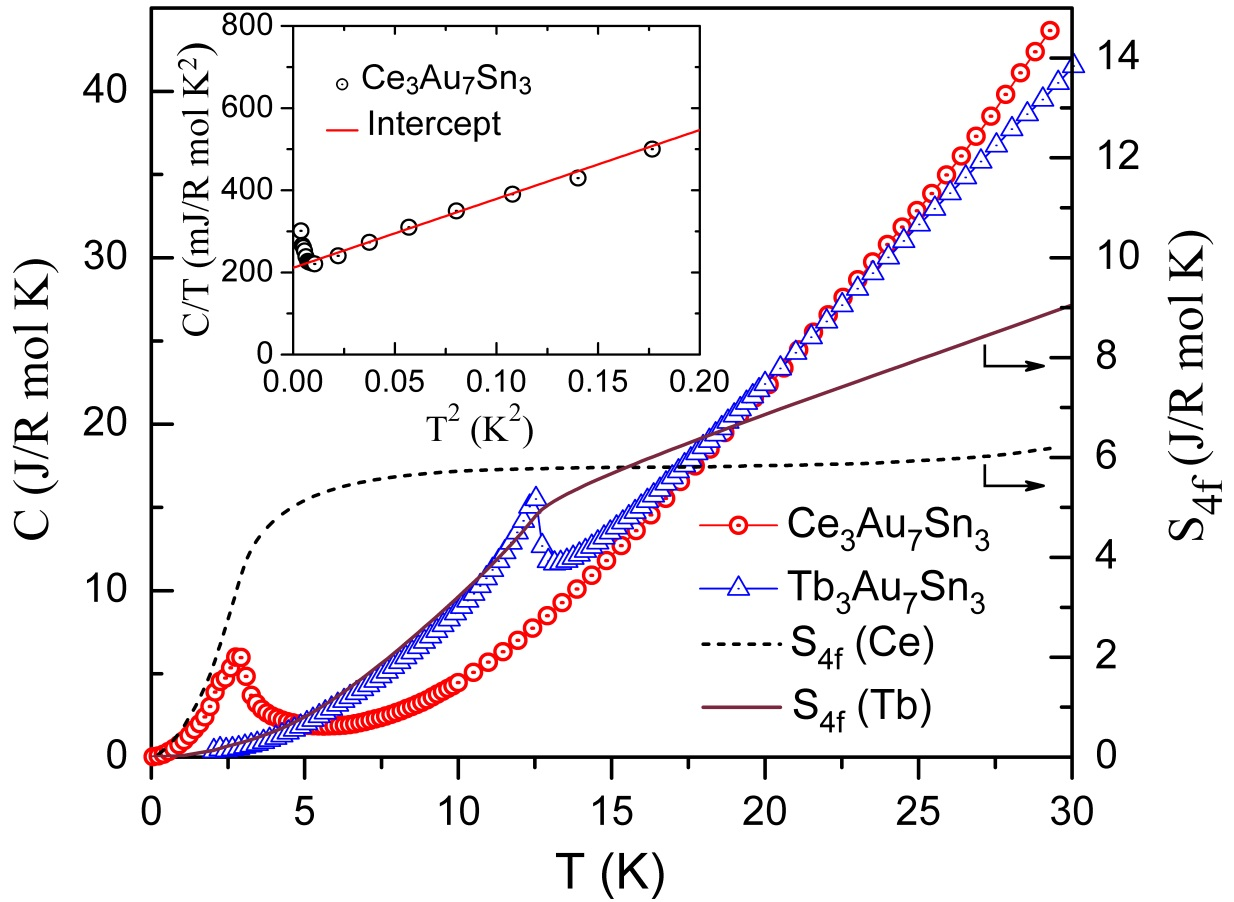 800
600
400
200
0
0.00 0.05 0.10 0.15 0.20
C/T (mJ/R mol K²)
T² (K²)
Ce₃Au₇Sn₃
Intercept
40
30
20
10
0
C (J/R mol K)
14
12
10
8
6
4
2
0
S₄f (J/R mol K)
Ce₃Au₇Sn₃
Tb₃Au₇Sn₃
S₄f (Ce)
S₄f (Tb)
0 5 10 15 20 25 30
T (K)